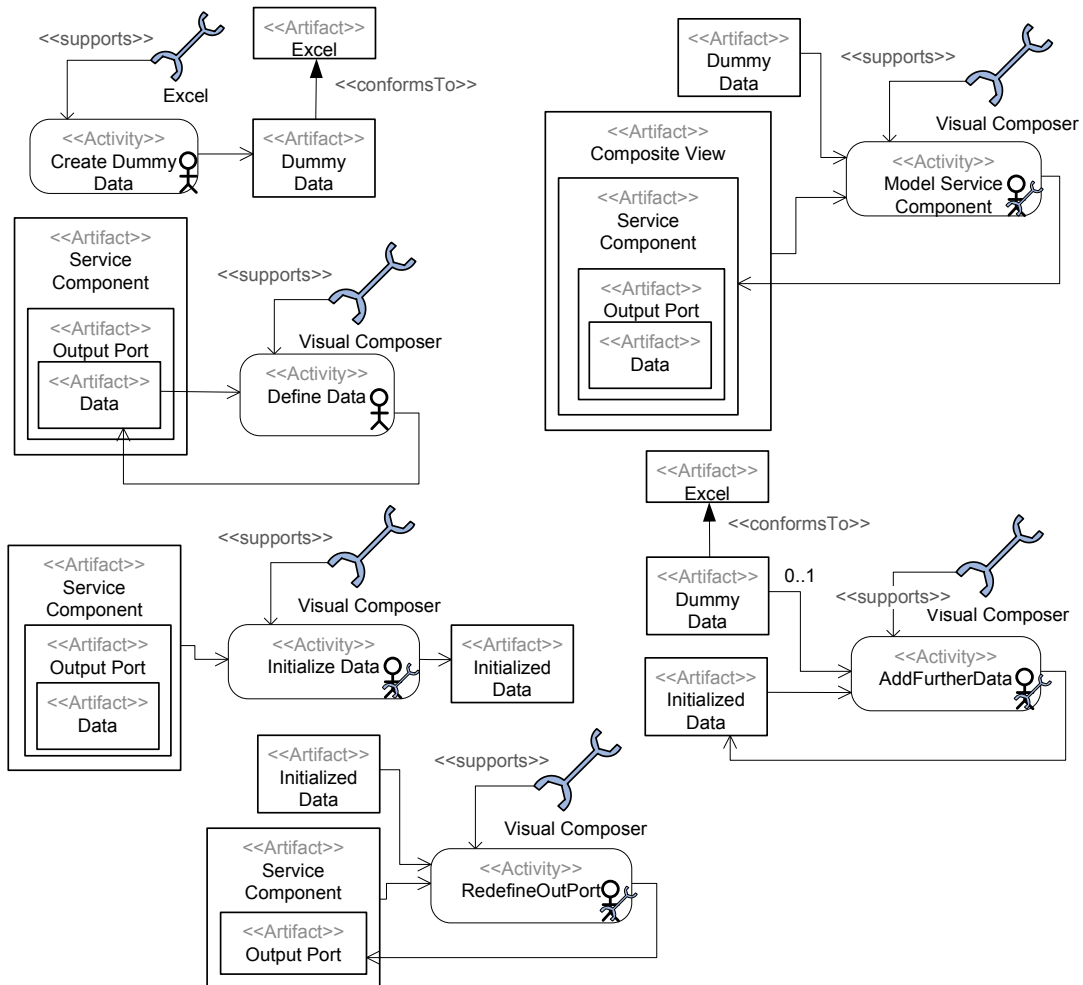 <<supports>>
Excel
<<Artifact>>
Excel
<<conformsTo>>
<<Activity>>
Create Dummy
Data
<<Artifact>>
Dummy
Data
<<Artifact>>
Dummy
Data
<<supports>>
Visual Composer
<<Artifact>>
Composite View
<<Artifact>>
Service
Component
<<Artifact>>
Output Port
<<Artifact>>
Data
<<Activity>>
Model Service
Component
<<Artifact>>
Service
Component
<<Artifact>>
Output Port
<<Artifact>>
Data
<<supports>>
Visual Composer
<<Activity>>
Define Data
<<Artifact>>
Service
Component
<<Artifact>>
Output Port
<<Artifact>>
Data
<<supports>>
Visual Composer
<<Activity>>
Initialize Data
<<Artifact>>
Initialized
Data
<<Artifact>>
Excel
<<conformsTo>>
<<Artifact>>
Dummy
Data
0..1
<<supports>>
Visual Composer
<<Artifact>>
Initialized
Data
<<Activity>>
AddFurtherData
<<Artifact>>
Initialized
Data
<<supports>>
Visual Composer
<<Artifact>>
Service
Component
<<Artifact>>
Output Port
<<Activity>>
RedefineOutPort